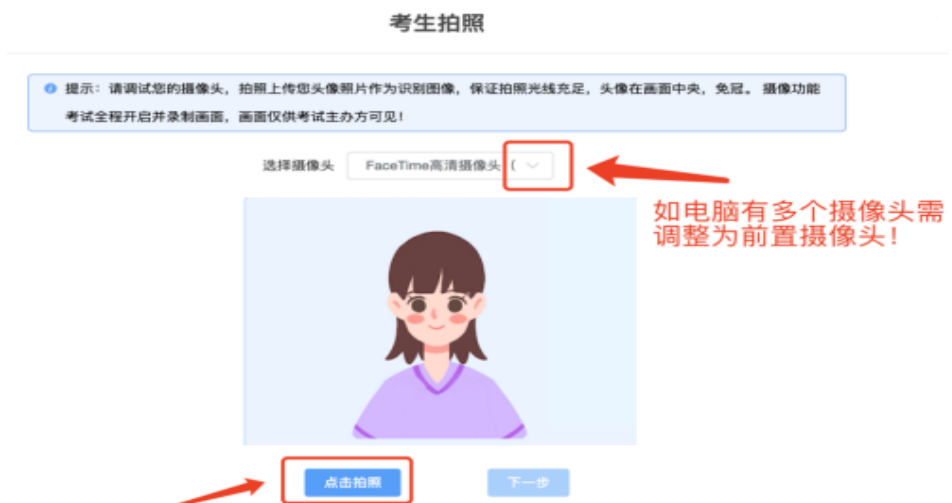 考生拍照
提示：请调试您的摄像头，拍照上传您头像照片作为识别图像，保证拍照光线充足，头像在画面中央，免冠。 摄像功能
考试全程开启并录制画面，画面仅供考试主办方可见！
选择摄像头 FaceTime高清摄像头（
如电脑有多个摄像头需
调整为前置摄像头！
点击拍照 下一步